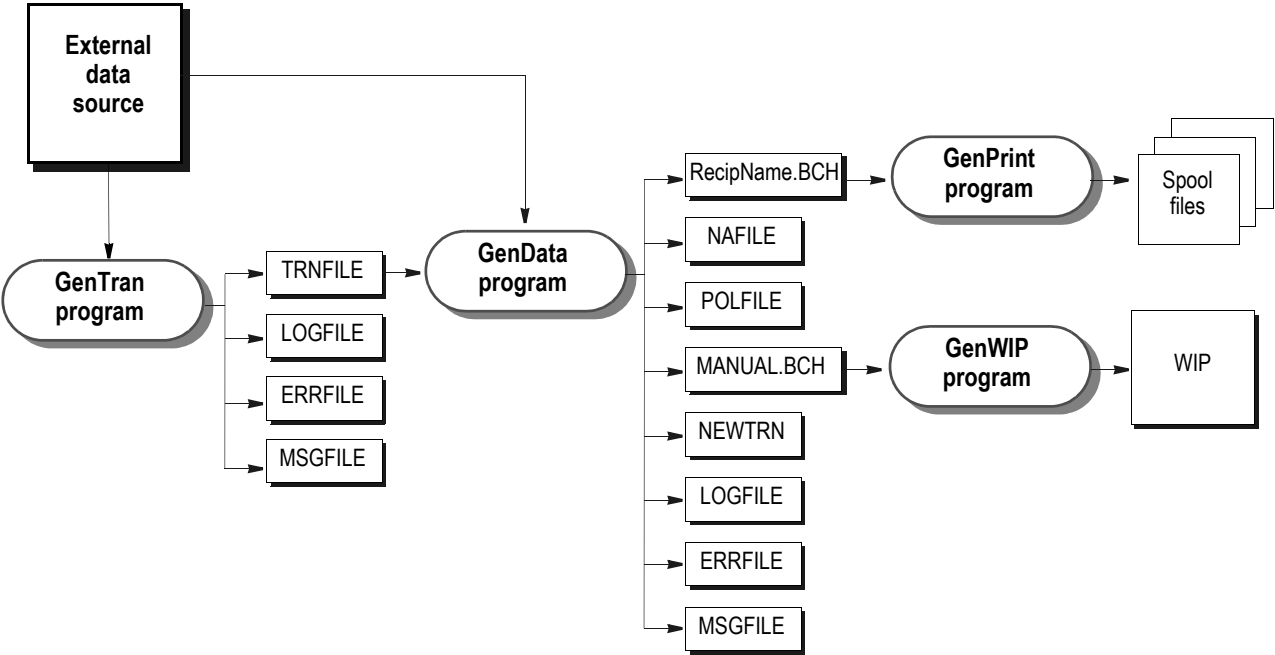 External
data
source
GenTran
program
TRNFILE
LOGFILE
ERRFILE
MSGFILE
GenData
program
RecipName.BCH
NAFILE
POLFILE
MANUAL.BCH
NEWTRN
LOGFILE
ERRFILE
MSGFILE
GenPrint
program
Spool
files
GenWIP
program
WIP